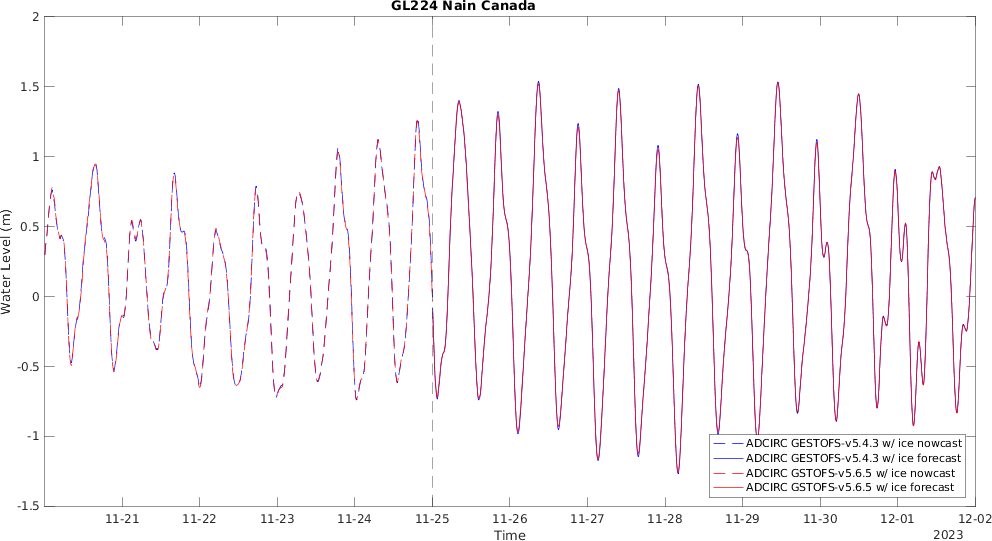 GL224 Nain Canada
2
1.5
1
0.5
0
-0.5
-1
-1.5
Water Level (m)
ADCIRC GESTOFS-v5.4.3 w/ ice nowcast
ADCIRC GESTOFS-v5.4.3 w/ ice forecast
ADCIRC GSTOFS-v5.6.5 w/ ice nowcast
ADCIRC GSTOFS-v5.6.5 w/ ice forecast
11-21 11-22 11-23 11-24 11-25 11-26 11-27 11-28 11-29 11-30 12-01 12-02
Time
2023